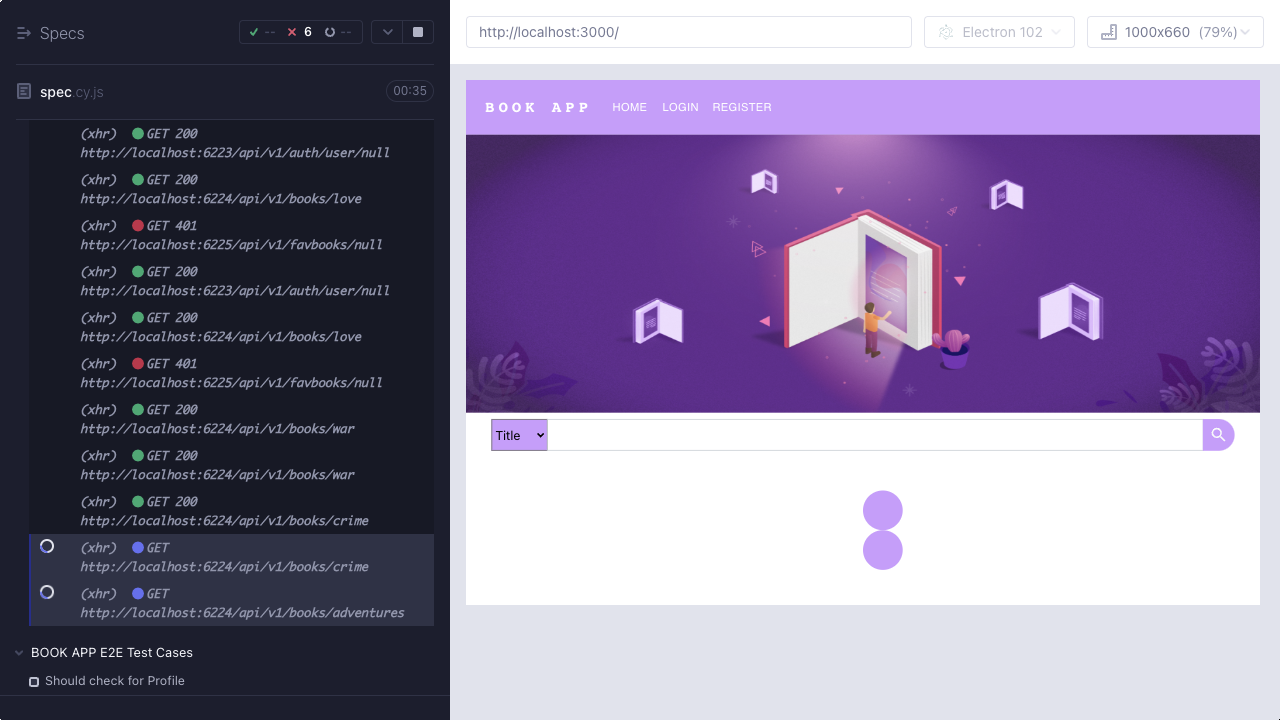 Specs
-- 6 --
spec.cy.js
00:35
(xhr) GET 200
http://localhost:6223/api/v1/auth/user/null
(xhr) GET 200
http://localhost:6224/api/v1/books/love
(xhr) GET 401
http://localhost:6225/api/v1/favbooks/null
(xhr) GET 200
http://localhost:6223/api/v1/auth/user/null
(xhr) GET 200
http://localhost:6224/api/v1/books/love
(xhr) GET 401
http://localhost:6225/api/v1/favbooks/null
(xhr) GET 200
http://localhost:6224/api/v1/books/war
(xhr) GET 200
http://localhost:6224/api/v1/books/war
(xhr) GET 200
http://localhost:6224/api/v1/books/crime
(xhr) GET
http://localhost:6224/api/v1/books/crime
(xhr) GET
http://localhost:6224/api/v1/books/adventures
BOOK APP E2E Test Cases
Should check for Profile
http://localhost:3000/
Electron 102
1000x660 (79%)
BOOK APP HOME LOGIN REGISTER
Title